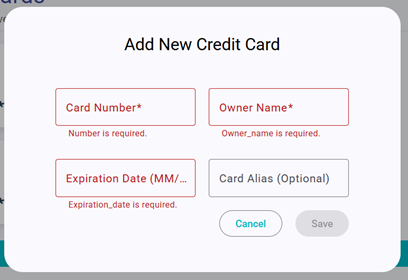 Add New Credit Card
Card Number*
Owner Name*
Number is required.
Owner_name is required.
Expiration Date (MM/...
Card Alias (Optional)
Expiration_date is required.
Cancel
Save